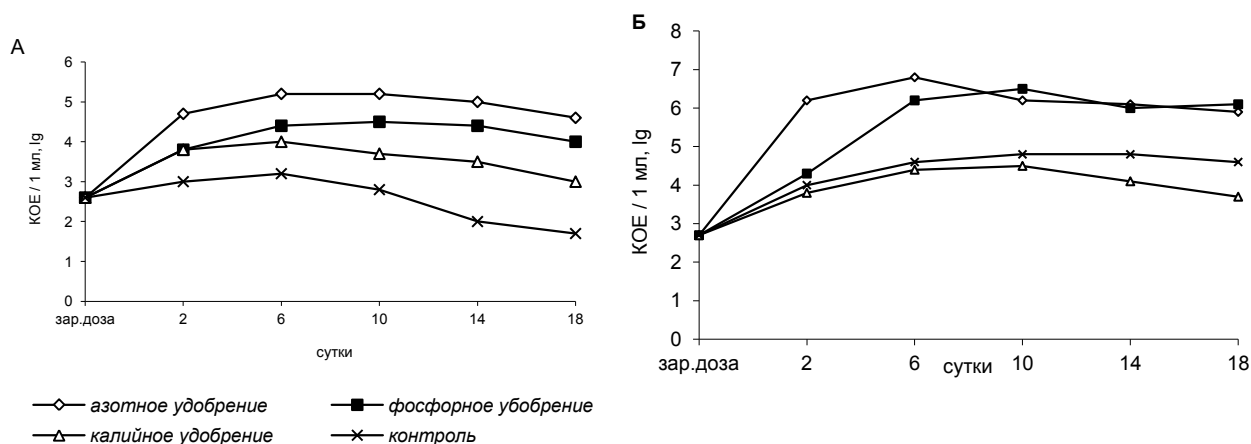 А
КОЕ / 1 мл, lg
6
5
4
3
2
1
0
зар.доза 2 6 10 14 18
сутки
Б
КОЕ / 1 мл, lg
8
7
6
5
4
3
2
1
0
зар.доза 2 6 10 14 18
сутки
азотное удобрение фосфорное убобрение
калийное удобрение контроль